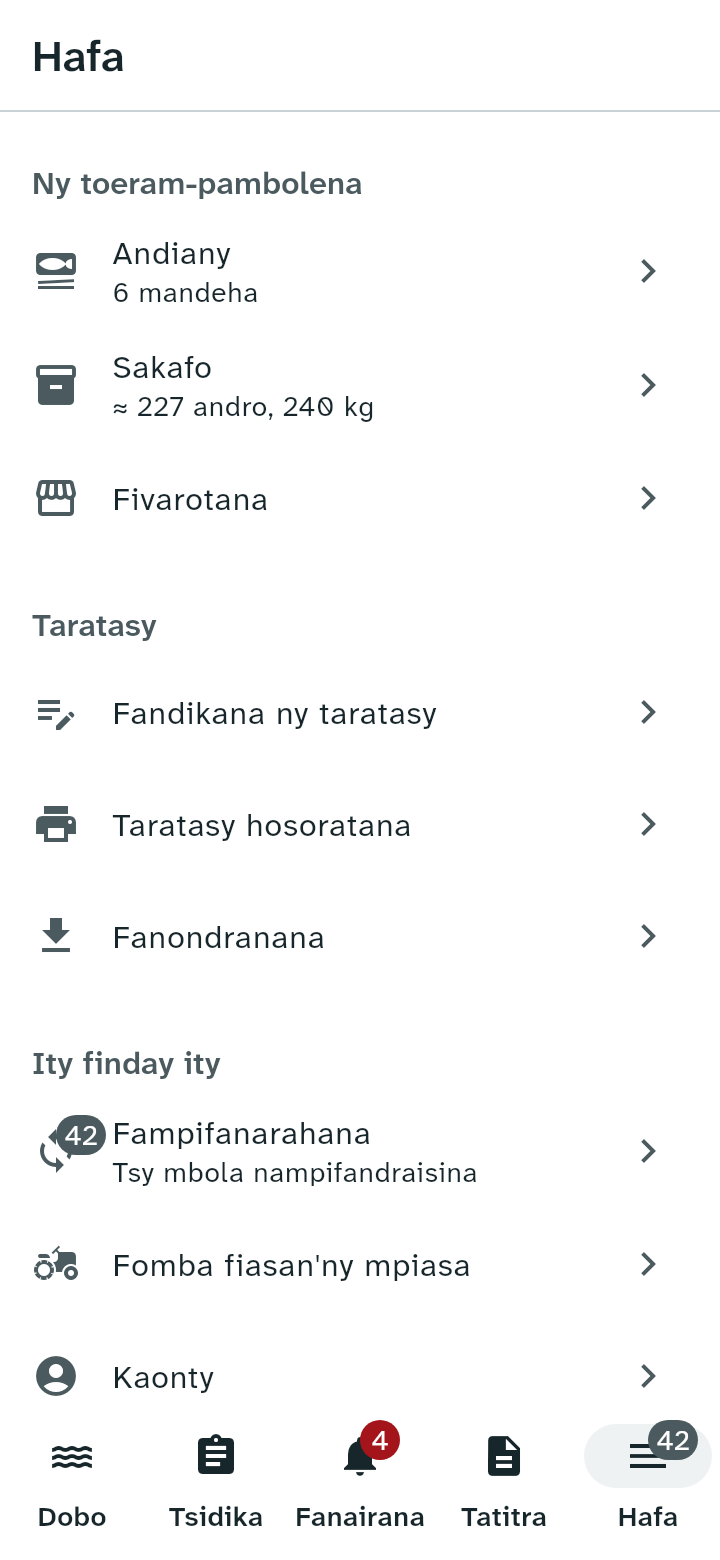 Hafa
Ny toeram-pambolena
Andiany
6 mandeha
Sakafo
≈ 227 andro, 240 kg
Fivarotana
Taratasy
Fandikana ny taratasy
Taratasy hosoratana
Fanondranana
Ity finday ity
42
Fampifanarahana
Tsy mbola nampifandraisina
Fomba fiasan'ny mpiasa
Kaonty
4
42
Dobo
Tsidika
Fanairana
Tatitra
Hafa